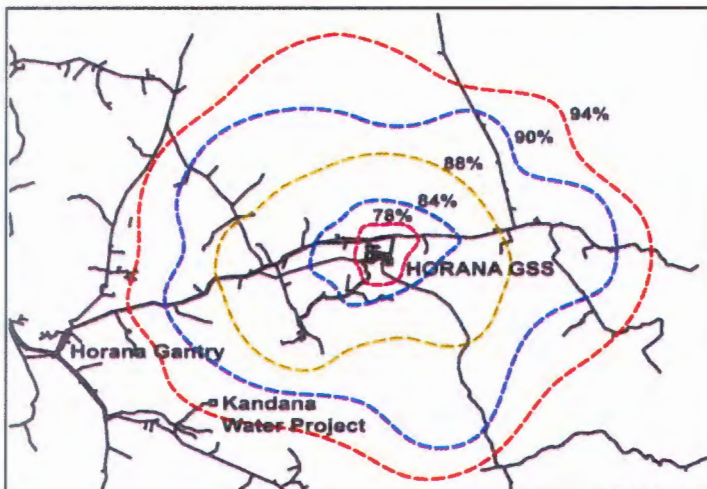 94%
90%
88%
84%
78%
HORANA GSS
Horana Gantry
Kandana
Water Project